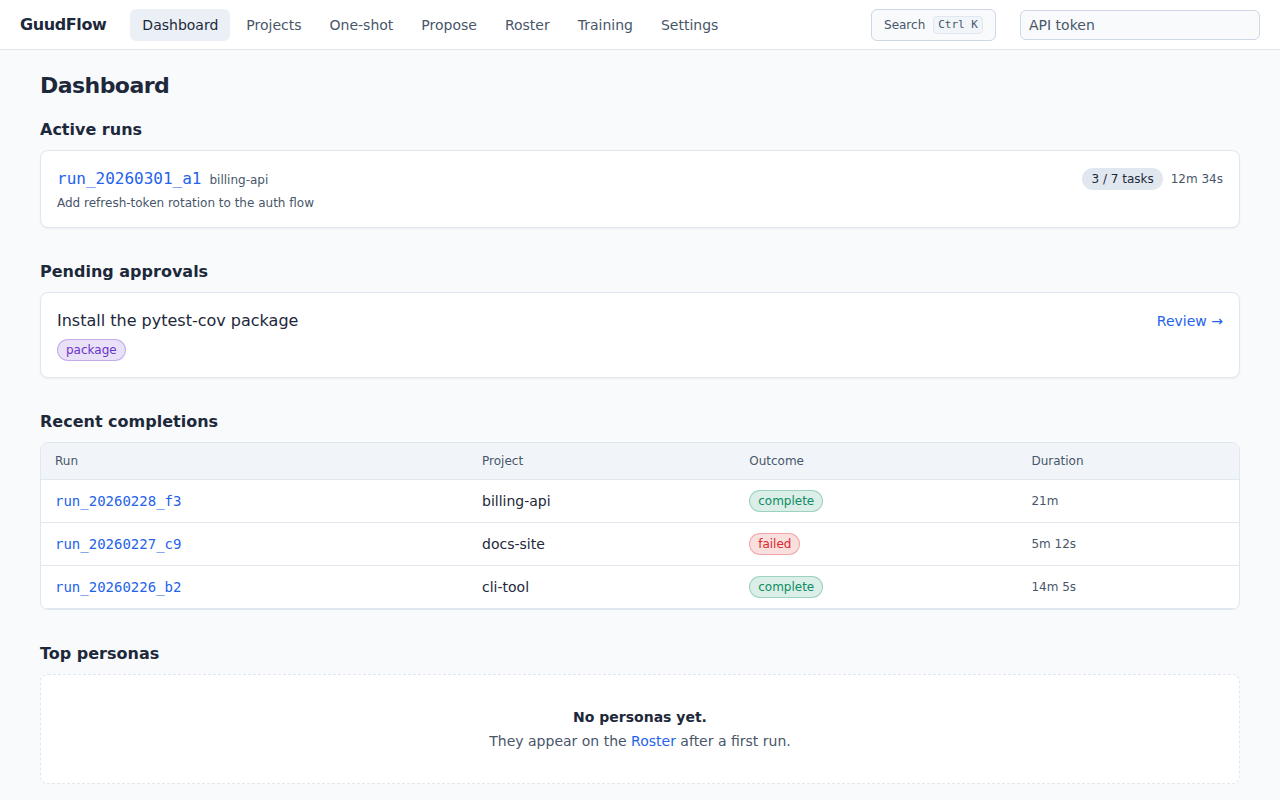 GuudFlow Dashboard Projects One-shot Propose Roster Training Settings Search Ctrl K API token
Dashboard
Active runs
run_20260301_a1 billing-api 3 / 7 tasks 12m 34s
Add refresh-token rotation to the auth flow
Pending approvals
Install the pytest-cov package Review →
package
Recent completions
Run Project Outcome Duration
run_20260228_f3 billing-api complete 21m
run_20260227_c9 docs-site failed 5m 12s
run_20260226_b2 cli-tool complete 14m 5s
Top personas
No personas yet.
They appear on the Roster after a first run.